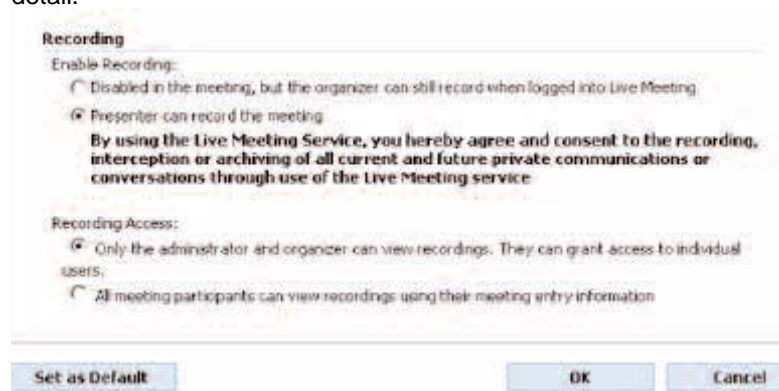 detail.
Recording
Enable Recording:
Disabled in the meeting, but the organizer can still record when logged into Live Meeting
Presenter can record the meeting
By using the Live Meeting Service, you hereby agree and consent to the recording,
interception or archiving of all current and future private communications or
conversations through use of the Live Meeting service
Recording Access:
Only the administrator and organizer can view recordings. They can grant access to individual
users.
All meeting participants can view recordings using their meeting entry information
Set as Default OK Cancel